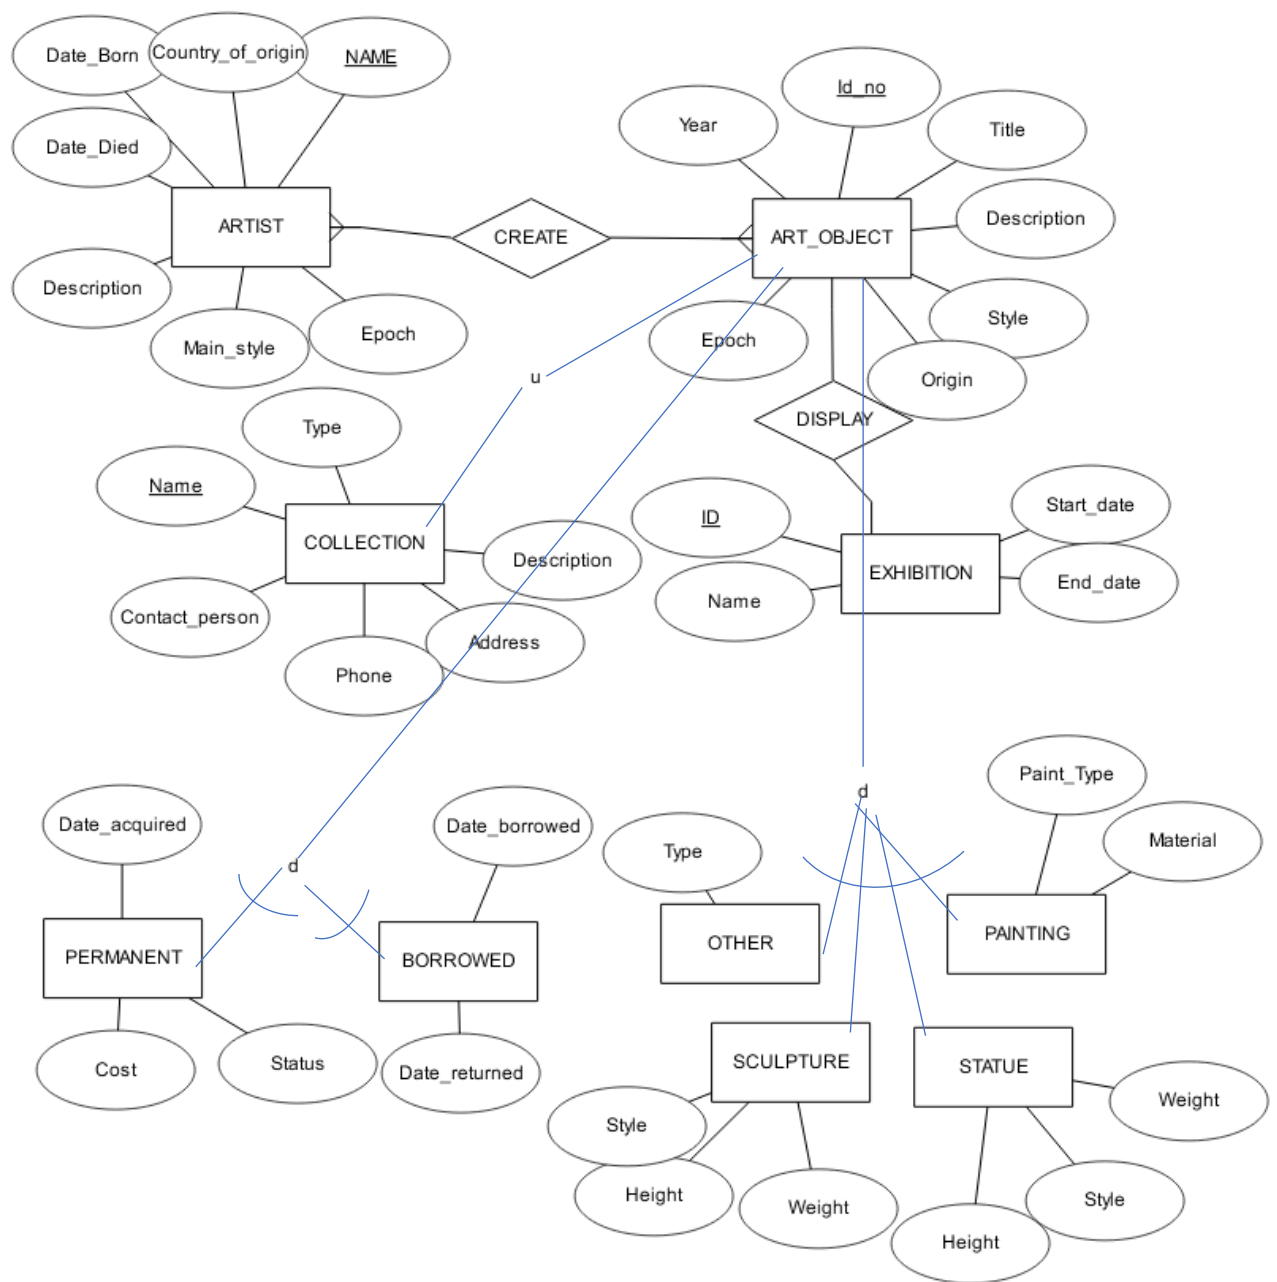 Date_Born
Country_of_origin
NAME
Date_Died
ARTIST
Description
Main_style
Epoch
CREATE
Year
Id_no
Title
ART_OBJECT
Description
Style
Epoch
Origin
DISPLAY
u
Type
Name
COLLECTION
Description
Contact_person
Address
Phone
ID
Start_date
EXHIBITION
Name
End_date
Date_acquired
Date_borrowed
d
PERMANENT
BORROWED
Cost
Status
Date_returned
d
Paint_Type
Type
Material
OTHER
PAINTING
SCULPTURE
STATUE
Style
Height
Weight
Weight
Style
Height